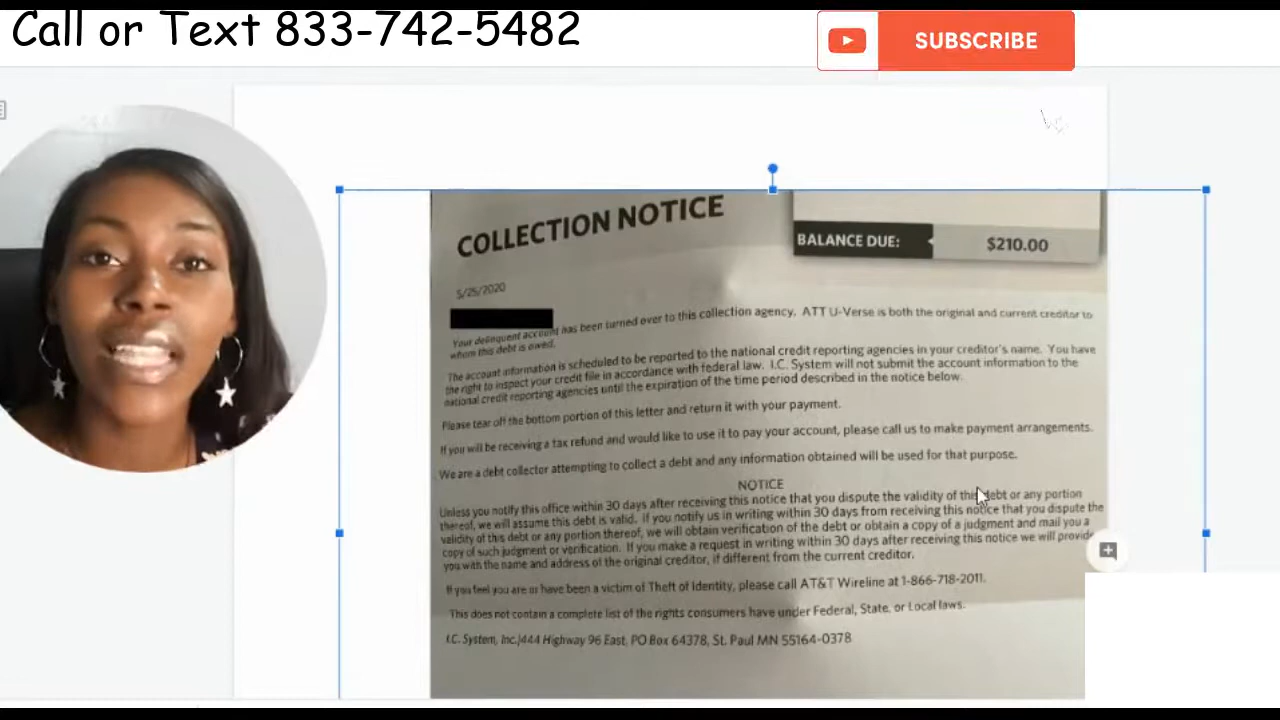 Call or Text 833-742-5482
SUBSCRIBE
COLLECTION NOTICE
BALANCE DUE: $210.00
5/25/2020
Your delinquent account has been turned over to this collection agency. ATT U-Verse is both the original and current creditor to
whom this debt is owed.
The account information is scheduled to be reported to the national credit reporting agencies in your creditor's name. You have
the right to inspect your credit file in accordance with federal law. I.C. System will not submit the account information to the
national credit reporting agencies until the expiration of the time period described in the notice below.
Please tear off the bottom portion of this letter and return it with your payment.
If you will be receiving a tax refund and would like to use it to pay your account, please call us to make payment arrangements.
We are a debt collector attempting to collect a debt and any information obtained will be used for that purpose.
NOTICE
Unless you notify this office within 30 days after receiving this notice that you dispute the validity of this debt or any portion
thereof, we will assume this debt is valid. If you notify us in writing within 30 days from receiving this notice that you dispute the
validity of this debt or any portion thereof, we will obtain verification of the debt or obtain a copy of a judgment and mail you a
copy of such judgment or verification. If you make a request in writing within 30 days after receiving this notice we will provide
you with the name and address of the original creditor, if different from the current creditor.
If you feel you are or have been a victim of Theft of Identity, please call AT&T Wireline at 1-866-718-2011.
This does not contain a complete list of the rights consumers have under Federal, State, or Local laws.
I.C. System, Inc.|444 Highway 96 East, PO Box 64378, St. Paul MN 55164-0378